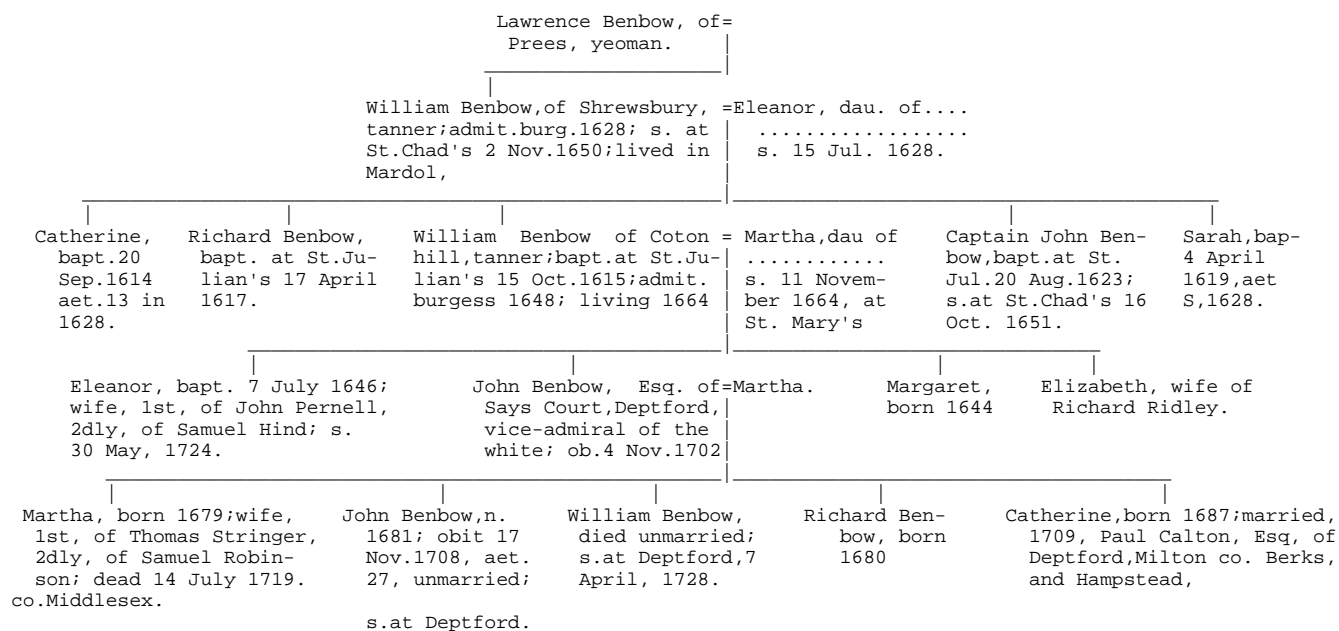 Lawrence Benbow, of=
Prees, yeoman. |
William Benbow,of Shrewsbury, =Eleanor, dau. of....
tanner;admit.burg.1628; s. at | ..................
St.Chad's 2 Nov.1650;lived in | s. 15 Jul. 1628.
Mardol, |
Catherine, Richard Benbow, William Benbow of Coton = Martha,dau of Captain John Ben- Sarah,bap-
bapt.20 bapt. at St.Ju- hill,tanner;bapt.at St.Ju-| ............ bow,bapt.at St. 4 April
Sep.1614 lian's 17 April lian's 15 Oct.1615;admit. | s. 11 Novem- Jul.20 Aug.1623; 1619,aet
aet.13 in 1617. burgess 1648; living 1664 | ber 1664, at s.at St.Chad's 16 S,1628.
1628. | St. Mary's Oct. 1651.
Eleanor, bapt. 7 July 1646; John Benbow, Esq. of=Martha. Margaret, Elizabeth, wife of
wife, 1st, of John Pernell, Says Court,Deptford,| born 1644 Richard Ridley.
2dly, of Samuel Hind; s. vice-admiral of the |
30 May, 1724. white; ob.4 Nov.1702|
Martha, born 1679;wife, John Benbow,n. William Benbow, Richard Ben- Catherine,born 1687;married,
1st, of Thomas Stringer, 1681; obit 17 died unmarried; bow, born 1709, Paul Calton, Esq, of
2dly, of Samuel Robin- Nov.1708, aet. s.at Deptford,7 1680 Deptford,Milton co. Berks,
son; dead 14 July 1719. 27, unmarried; April, 1728. and Hampstead,
co.Middlesex.
s.at Deptford.